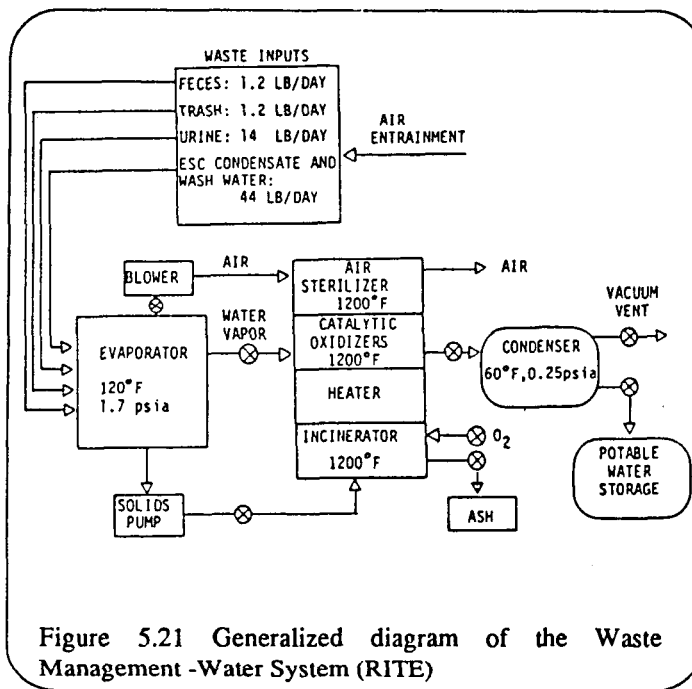 WASTE INPUTS
FECES: 1.2 LB/DAY
TRASH: 1.2 LB/DAY
URINE: 14 LB/DAY
ESC CONDENSATE AND
WASH WATER:
44 LB/DAY
AIR
ENTRAINMENT
BLOWER
AIR
AIR
STERILIZER
1200°F
AIR
WATER
VAPOR
CATALYTIC
OXIDIZERS
1200°F
VACUUM
VENT
EVAPORATOR
120°F
1.7 psia
CONDENSER
60°F, 0.25psia
HEATER
INCINERATOR
1200°F
O2
SOLIDS
PUMP
ASH
POTABLE
WATER
STORAGE
Figure 5.21 Generalized diagram of the Waste
Management -Water System (RITE)